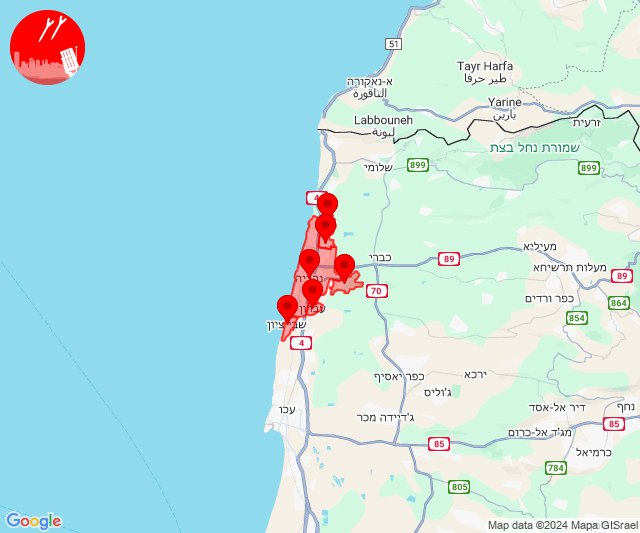 51
Tayr Harfa
طير حرفا
א-נאקורה
الناقورة
Yarine
يارين
Labbouneh
لبونة
זרעית
שמורת נחל בצת
899
899
שלומי
4
כברי
89
מעיליא
מעלות תרשיחא
89
70
כפר ורדים
864
854
שבי ציון
4
ירכא
כפר יאסיף
ג'וליס
נחף
דיר אל-אסד
עכו
ג'דיידה מכר
85
מג'ד אל-כרום
85
כרמיאל
784
805
Google
Map data ©2024 Mapa GISrael